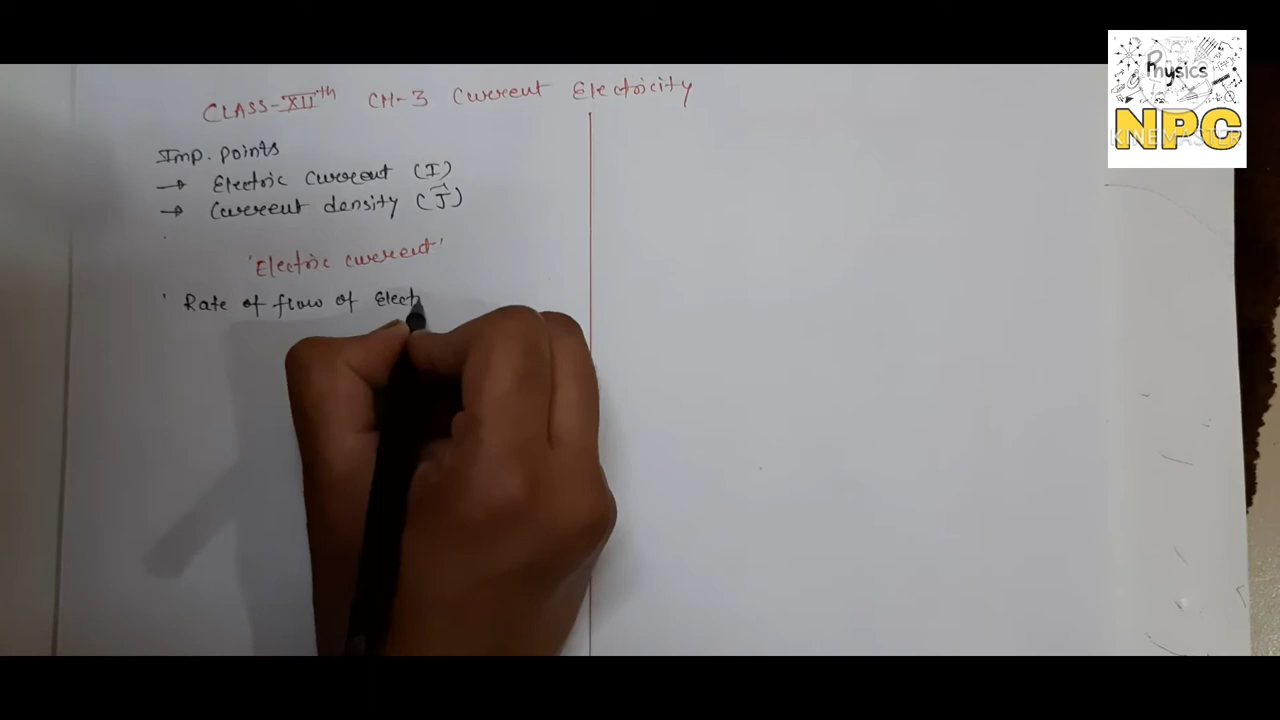 CLASS-XIIth CH-3 Current Electricity
Imp. points
→ Electric current (I)
→ Current density (J⃗)
'Electric current'
' Rate of flow of Elect
Physics
NPC
KINEMASTER